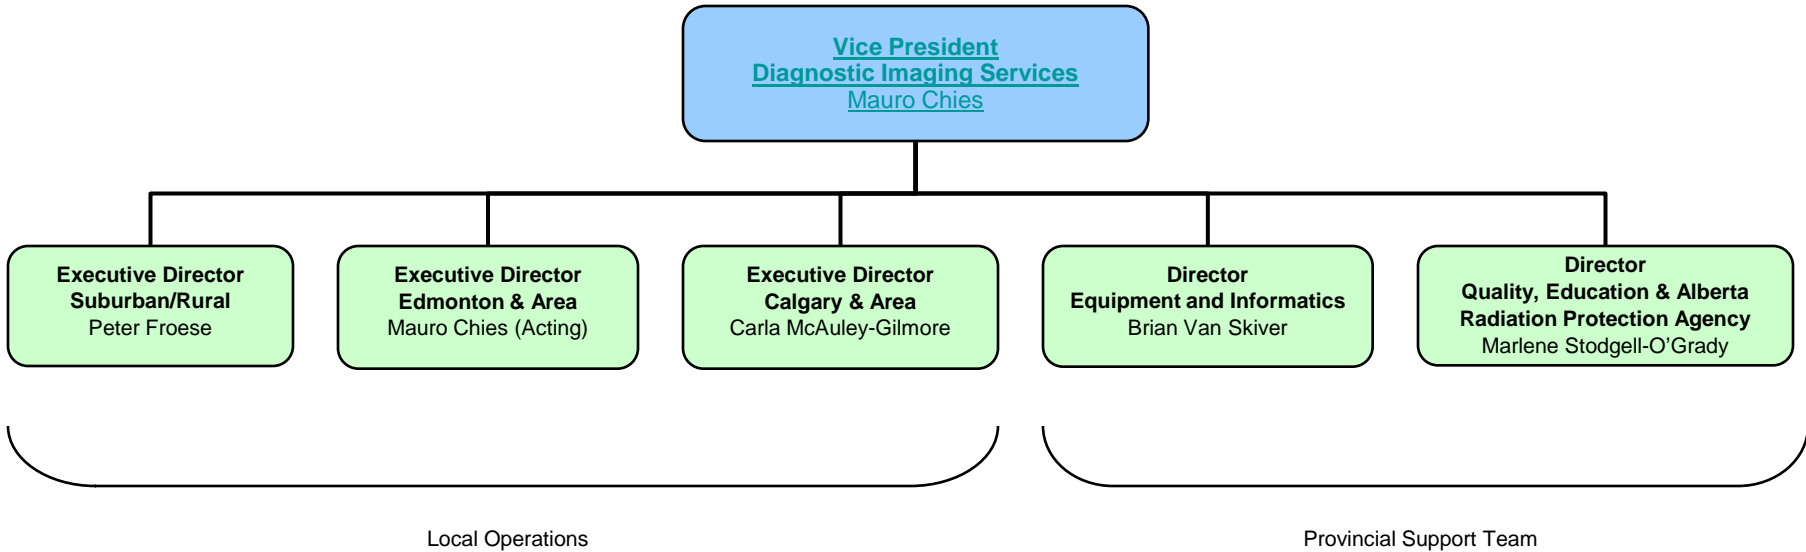 Vice President
Diagnostic Imaging Services
Mauro Chies
Executive Director
Suburban/Rural
Peter Froese
Executive Director
Edmonton & Area
Mauro Chies (Acting)
Executive Director
Calgary & Area
Carla McAuley-Gilmore
Director
Equipment and Informatics
Brian Van Skiver
Director
Quality, Education & Alberta
Radiation Protection Agency
Marlene Stodgell-O’Grady
Local Operations
Provincial Support Team